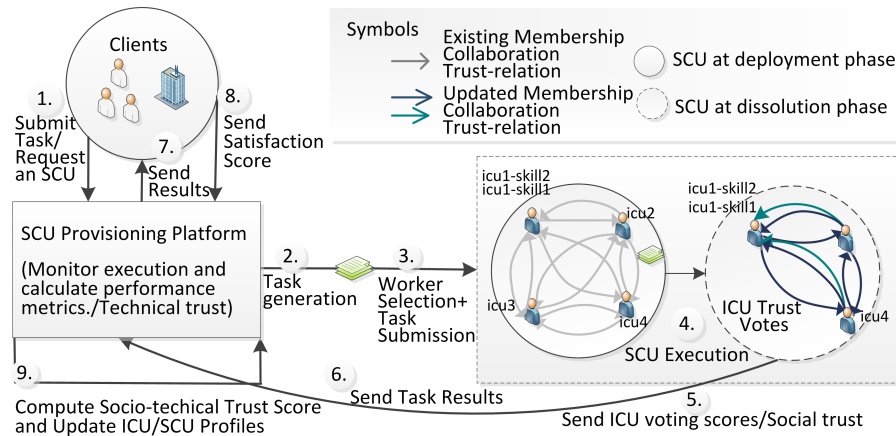 Clients
1.
Submit
Task/
Request
an SCU
7.
Send
Results
8.
Send
Satisfaction
Score
Symbols
Existing Membership
Collaboration
Trust-relation
Updated Membership
Collaboration
Trust-relation
SCU at deployment phase
SCU at dissolution phase
SCU Provisioning Platform
(Monitor execution and
calculate performance
metrics./Technical trust)
2.
Task
generation
3.
Worker
Selection+
Task
Submission
icu1-skill2
icu1-skill1
icu2
icu3
icu4
4.
SCU Execution
icu1-skill2
icu1-skill1
ICU Trust
Votes
icu4
5.
Send ICU voting scores/Social trust
6.
Send Task Results
9.
Compute Socio-techical Trust Score
and Update ICU/SCU Profiles